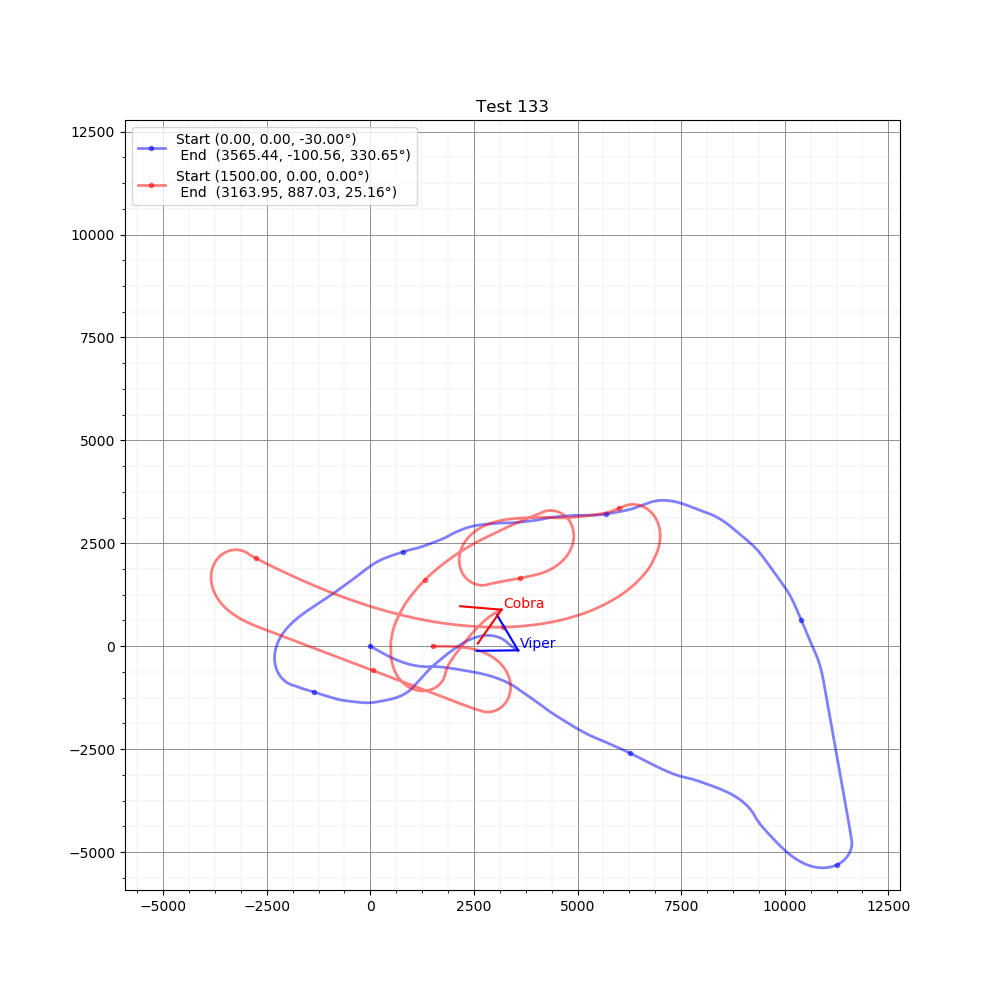 Test 133
Start (0.00, 0.00, -30.00°)
End (3565.44, -100.56, 330.65°)
Start (1500.00, 0.00, 0.00°)
End (3163.95, 887.03, 25.16°)
12500
10000
7500
5000
2500
0
−2500
−5000
Cobra
Viper
−5000 −2500 0 2500 5000 7500 10000 12500